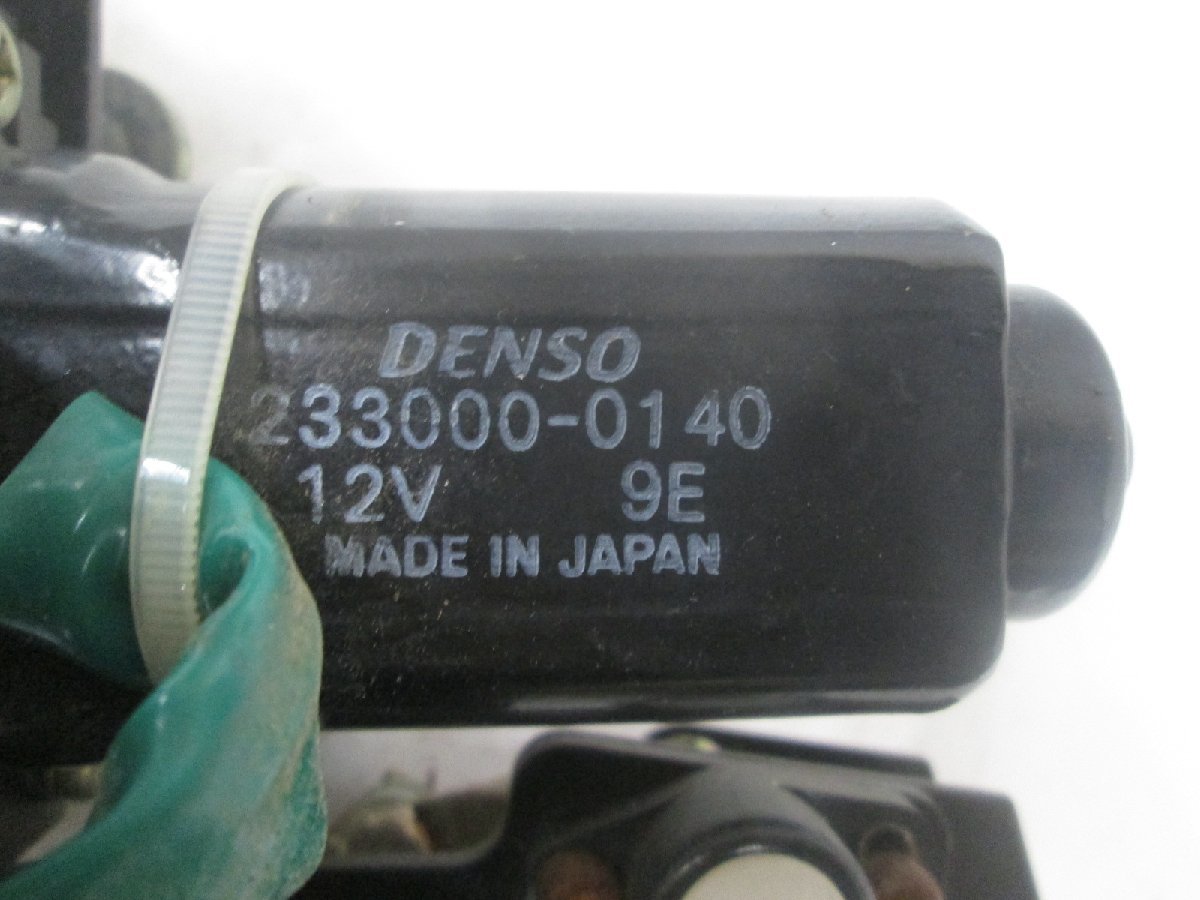 DENSO
233000-0140
12V 9E
MADE IN JAPAN